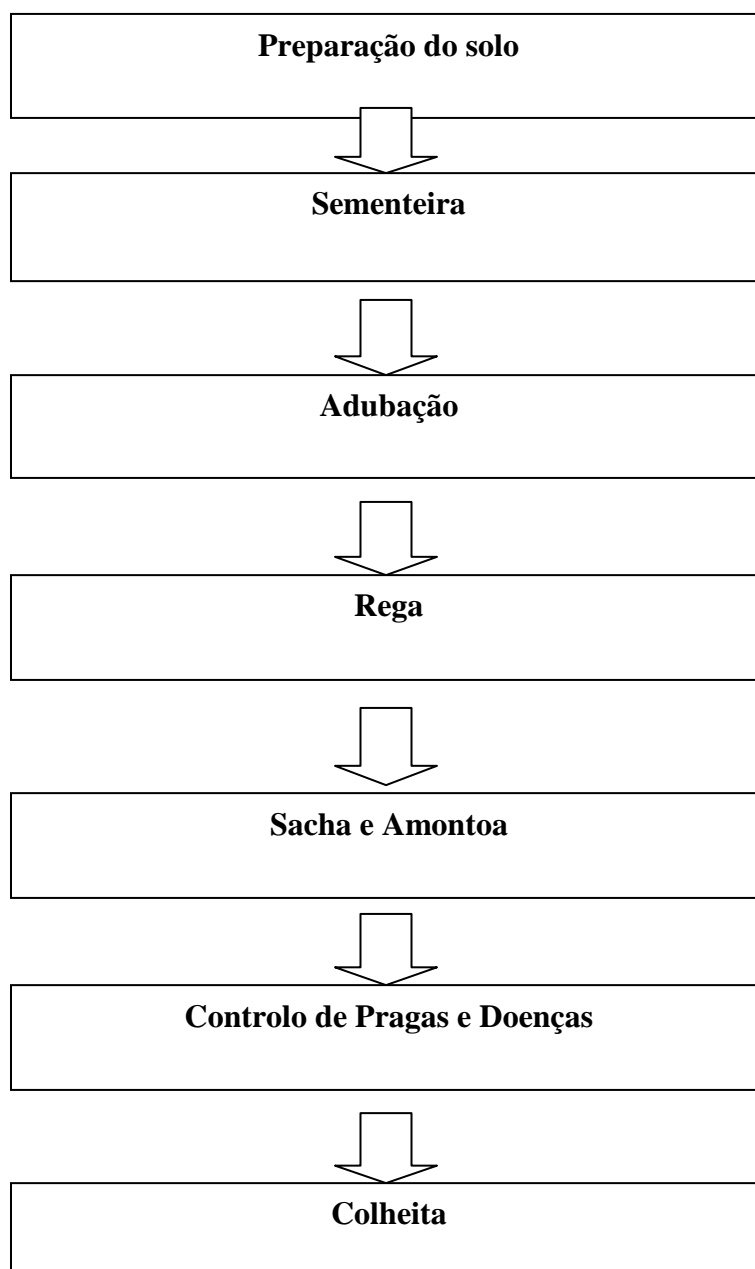 Preparação do solo
Sementeira
Adubação
Rega
Sacha e Amontoa
Controlo de Pragas e Doenças
Colheita